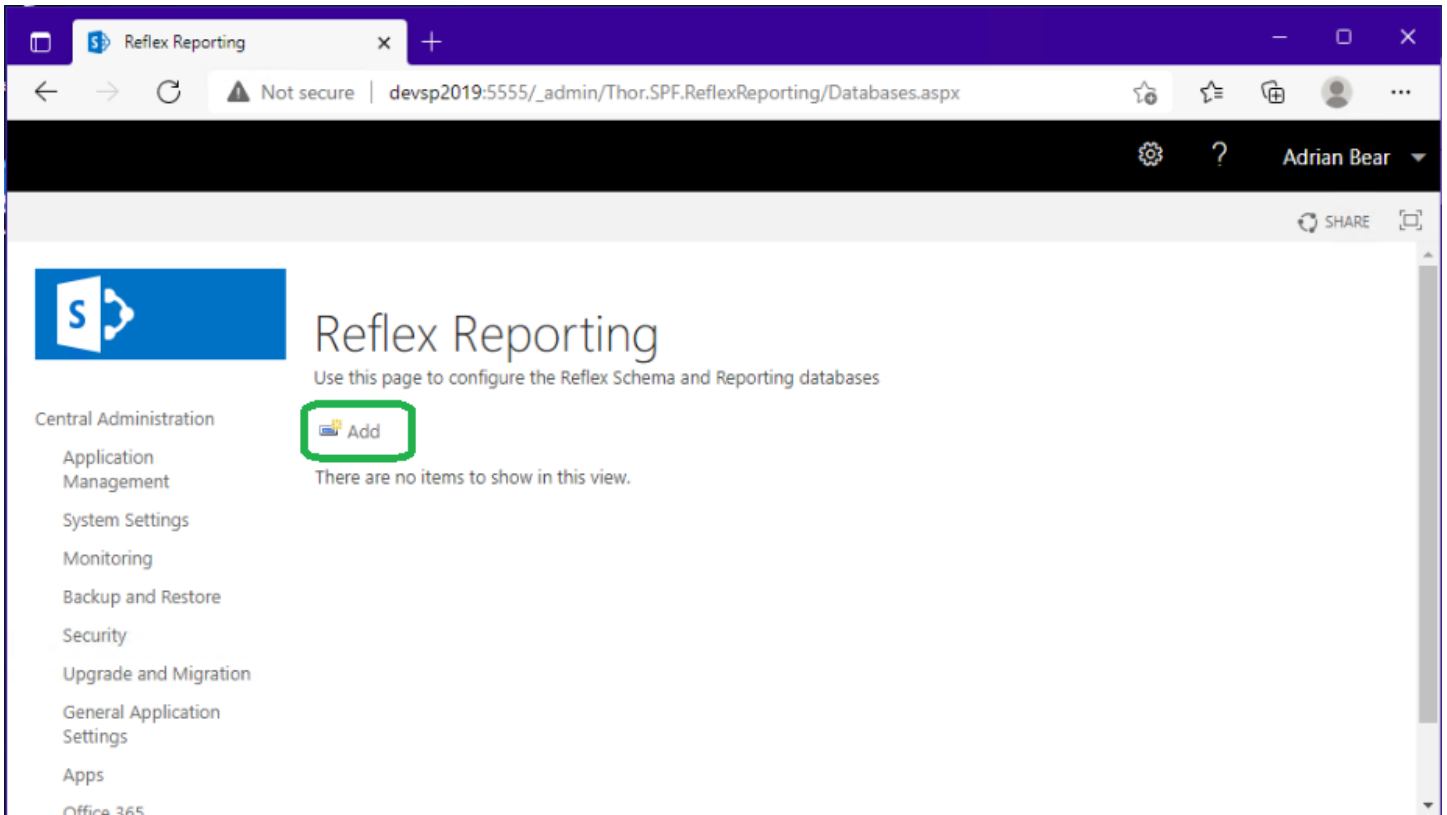 Reflex Reporting
Not secure | devsp2019:5555/_admin/Thor.SPF.ReflexReporting/Databases.aspx
? Adrian Bear
SHARE
S
Reflex Reporting
Use this page to configure the Reflex Schema and Reporting databases
Central Administration
Add
Application
Management
There are no items to show in this view.
System Settings
Monitoring
Backup and Restore
Security
Upgrade and Migration
General Application
Settings
Apps
Office 365